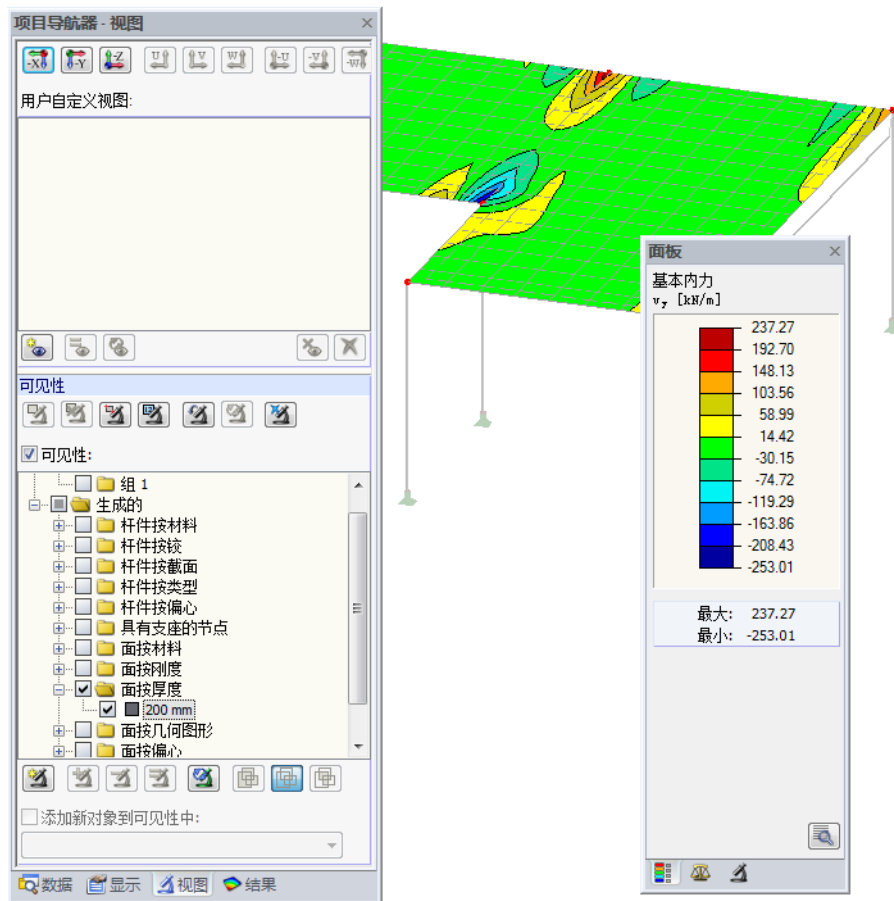 项目导航器 - 视图
-X -Y -Z U V W -U -V -W
用户自定义视图:
可见性
可见性:
组 1
生成的
杆件按材料
杆件按铰
杆件按截面
杆件按类型
杆件按偏心
具有支座的节点
面按材料
面按刚度
面按厚度
200 mm
面按几何图形
面按偏心
添加新对象到可见性中:
数据 显示 视图 结果
面板
基本内力
vy [kN/m]
237.27
192.70
148.13
103.56
58.99
14.42
-30.15
-74.72
-119.29
-163.86
-208.43
-253.01
最大: 237.27
最小: -253.01